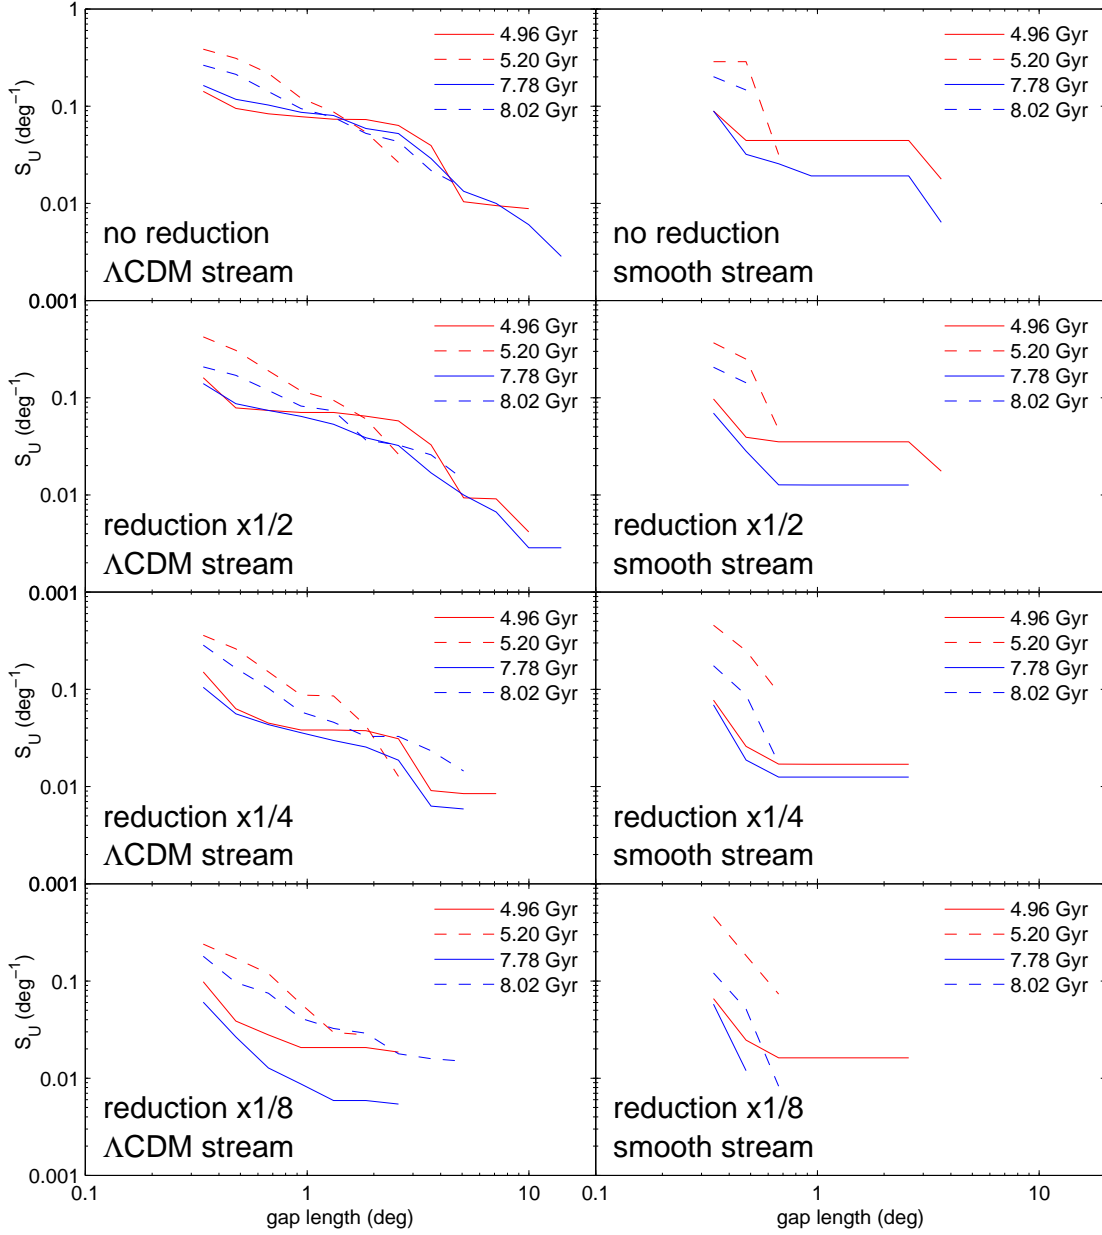 1
0.1
0.01
0.001
S_U (deg⁻¹)
4.96 Gyr
5.20 Gyr
7.78 Gyr
8.02 Gyr
no reduction
ΛCDM stream
4.96 Gyr
5.20 Gyr
7.78 Gyr
8.02 Gyr
no reduction
smooth stream
0.1
0.01
0.001
S_U (deg⁻¹)
4.96 Gyr
5.20 Gyr
7.78 Gyr
8.02 Gyr
reduction x1/2
ΛCDM stream
4.96 Gyr
5.20 Gyr
7.78 Gyr
8.02 Gyr
reduction x1/2
smooth stream
0.1
0.01
0.001
S_U (deg⁻¹)
4.96 Gyr
5.20 Gyr
7.78 Gyr
8.02 Gyr
reduction x1/4
ΛCDM stream
4.96 Gyr
5.20 Gyr
7.78 Gyr
8.02 Gyr
reduction x1/4
smooth stream
0.1
0.01
0.001
S_U (deg⁻¹)
4.96 Gyr
5.20 Gyr
7.78 Gyr
8.02 Gyr
reduction x1/8
ΛCDM stream
0.1 1 10
gap length (deg)
4.96 Gyr
5.20 Gyr
7.78 Gyr
8.02 Gyr
reduction x1/8
smooth stream
0.1 1 10
gap length (deg)